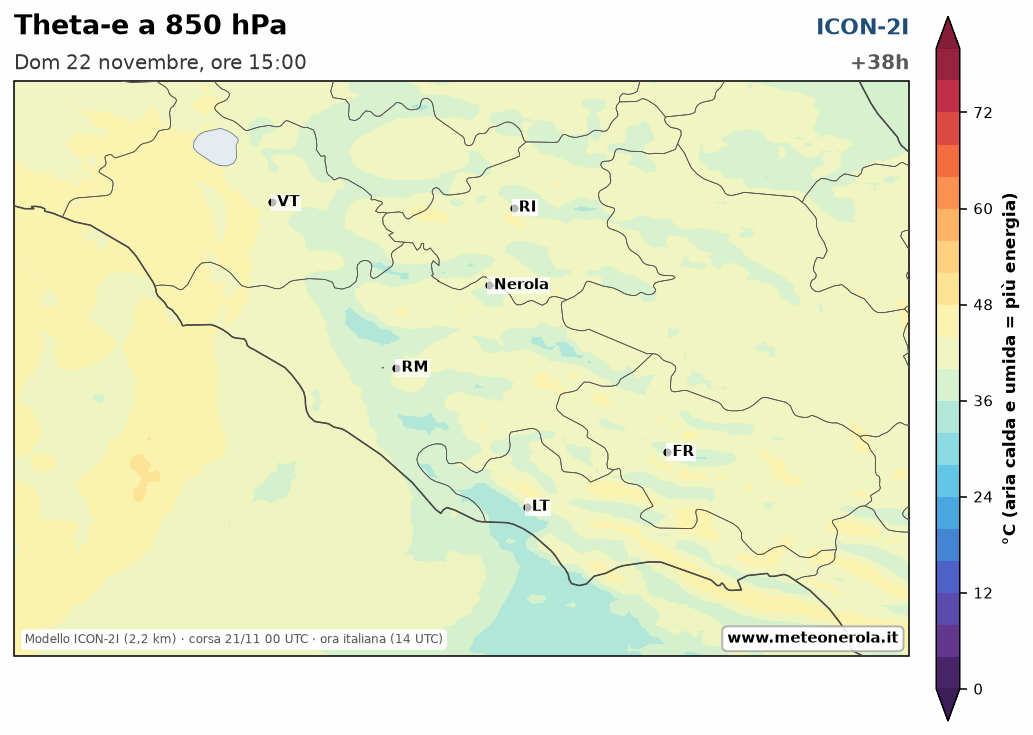 Theta-e a 850 hPa
ICON-2I
Dom 22 novembre, ore 15:00
+38h
VT
RI
Nerola
RM
FR
LT
Modello ICON-2I (2,2 km) · corsa 21/11 00 UTC · ora italiana (14 UTC)
www.meteonerola.it
72
60
48
36
24
12
0
°C (aria calda e umida = più energia)